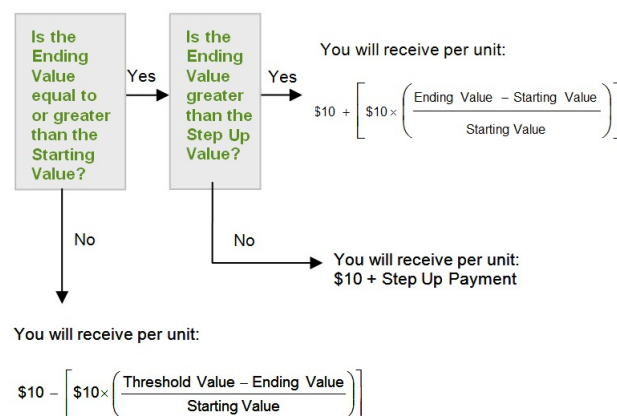 Is the
Ending
Value
equal to
or greater
than the
Starting
Value?
Yes
Is the
Ending
Value
greater
than the
Step Up
Value?
Yes
You will receive per unit:
$10 + [ $10 × ( Ending Value – Starting Value
Starting Value ) ]
No
No
You will receive per unit:
$10 + Step Up Payment
You will receive per unit:
$10 – [ $10× ( Threshold Value – Ending Value
Starting Value ) ]